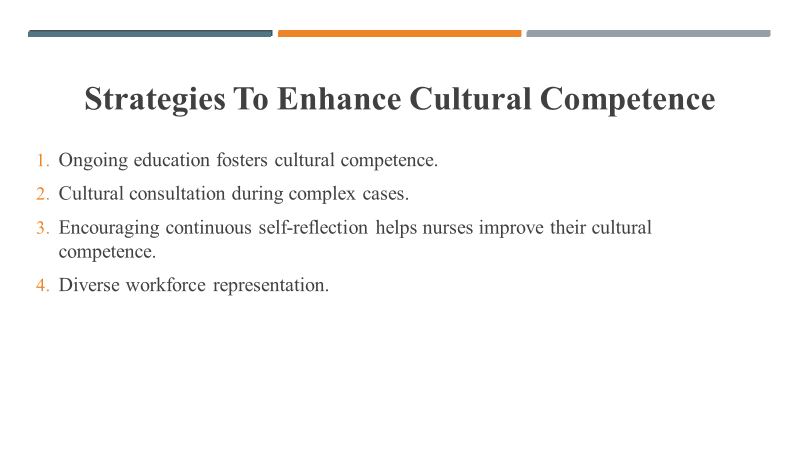 Strategies To Enhance Cultural Competence
1. Ongoing education fosters cultural competence.
2. Cultural consultation during complex cases.
3. Encouraging continuous self-reflection helps nurses improve their cultural
competence.
4. Diverse workforce representation.